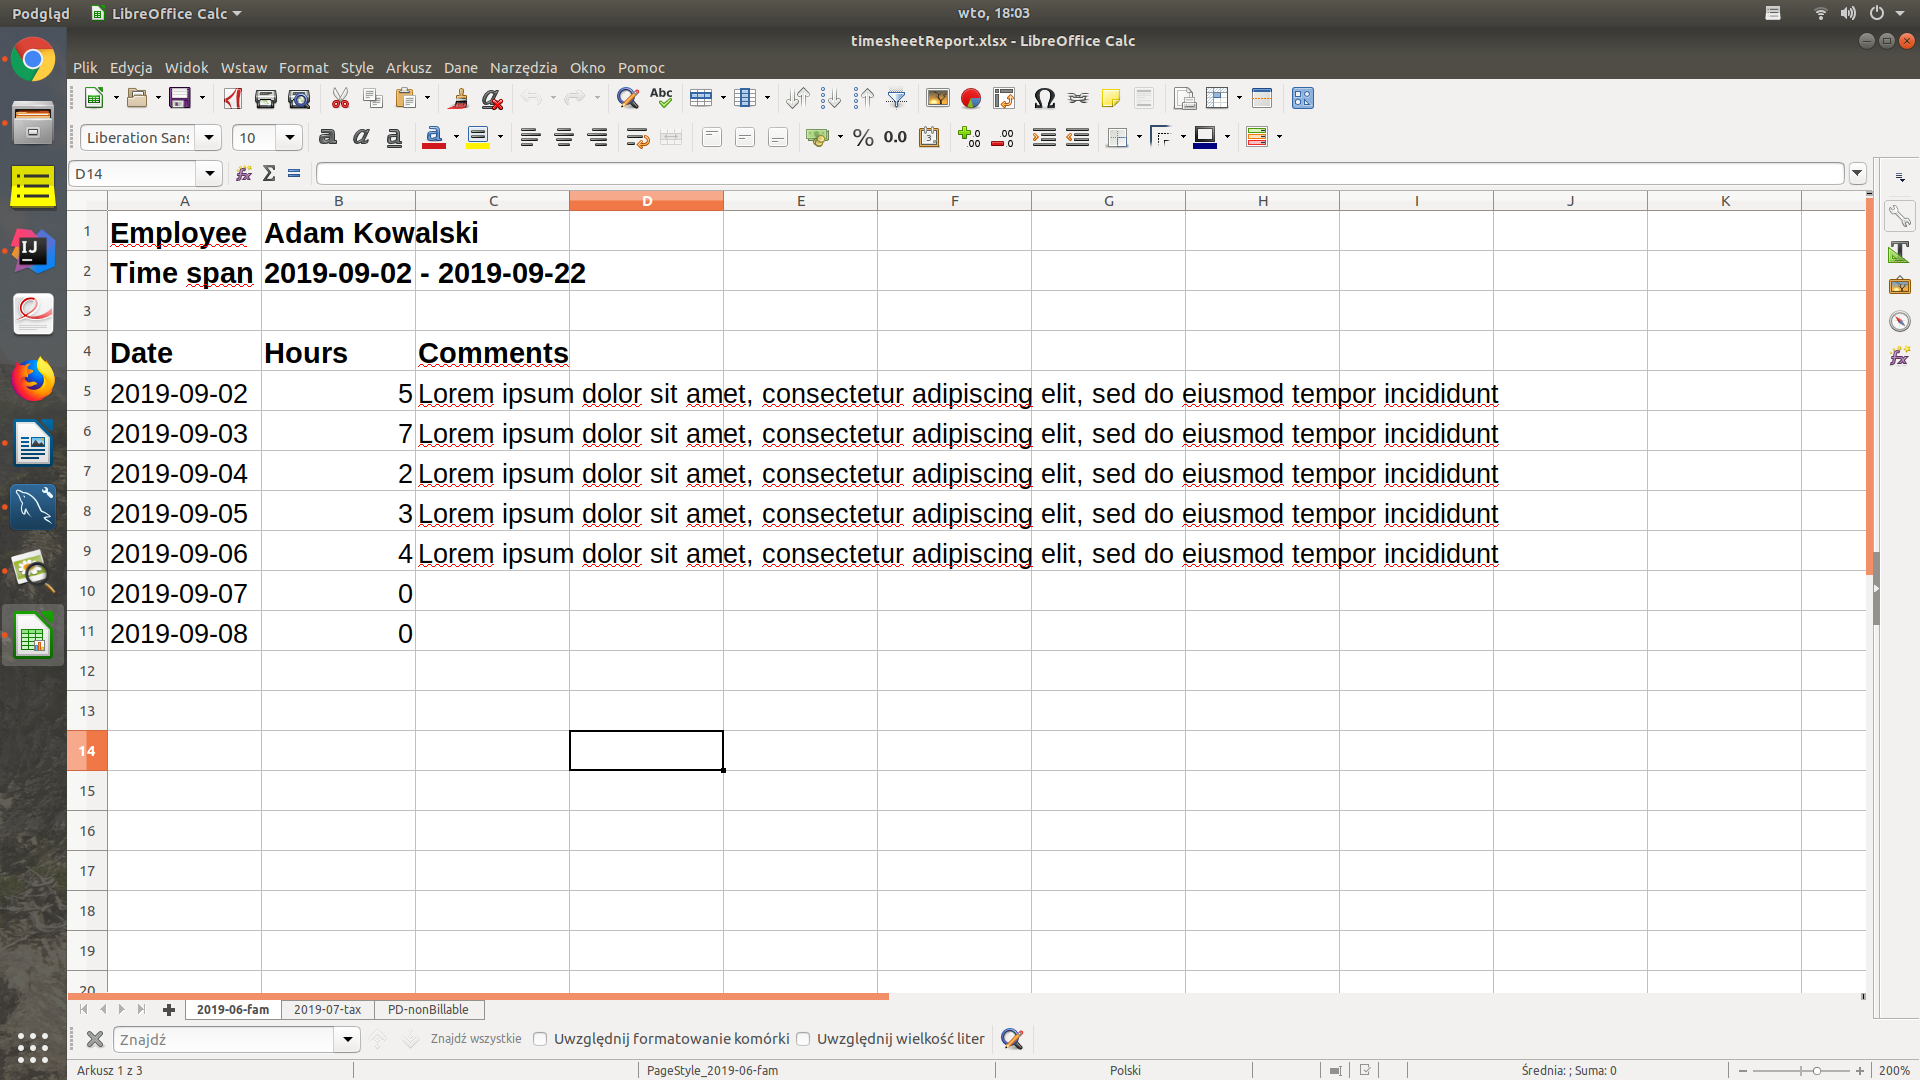 Podgląd LibreOffice Calc wto, 18:03
timesheetReport.xlsx - LibreOffice Calc
Plik Edycja Widok Wstaw Format Style Arkusz Dane Narzędzia Okno Pomoc
Liberation Sans 10
D14
A B C D E F G H I J K
1 Employee Adam Kowalski
2 Time span 2019-09-02 - 2019-09-22
3
4 Date Hours Comments
5 2019-09-02 5 Lorem ipsum dolor sit amet, consectetur adipiscing elit, sed do eiusmod tempor incididunt
6 2019-09-03 7 Lorem ipsum dolor sit amet, consectetur adipiscing elit, sed do eiusmod tempor incididunt
7 2019-09-04 2 Lorem ipsum dolor sit amet, consectetur adipiscing elit, sed do eiusmod tempor incididunt
8 2019-09-05 3 Lorem ipsum dolor sit amet, consectetur adipiscing elit, sed do eiusmod tempor incididunt
9 2019-09-06 4 Lorem ipsum dolor sit amet, consectetur adipiscing elit, sed do eiusmod tempor incididunt
10 2019-09-07 0
11 2019-09-08 0
12
13
14
15
16
17
18
19
20
2019-06-fam 2019-07-tax PD-nonBillable
Znajdź Znajdź wszystkie Uwzględnij formatowanie komórki Uwzględnij wielkość liter
Arkusz 1 z 3 PageStyle_2019-06-fam Polski Średnia: ; Suma: 0 200%